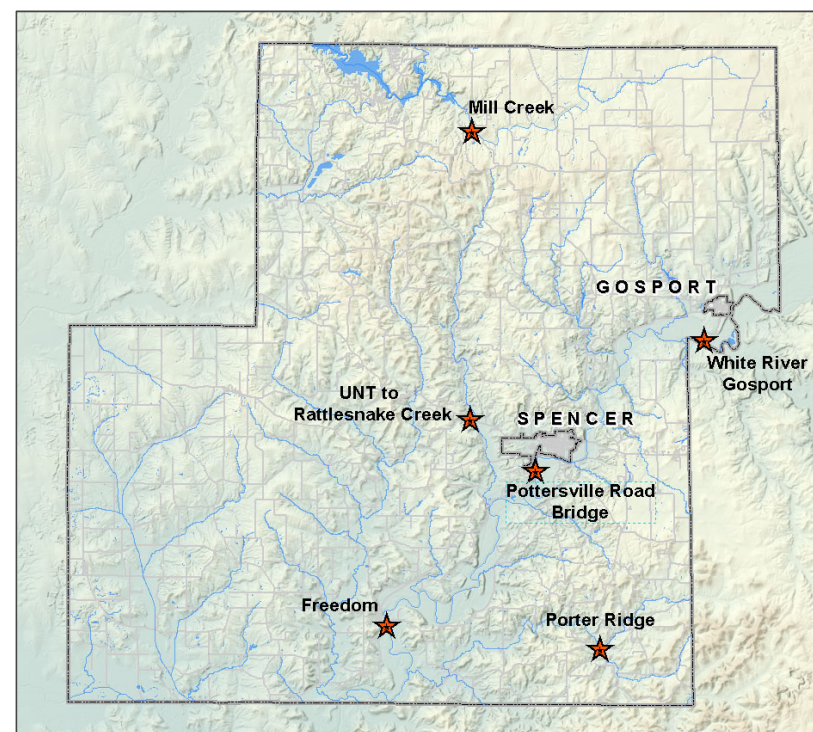 Mill Creek
GOSPORT
White River
Gosport
UNT to
Rattlesnake Creek
SPENCER
Pottersville Road
Bridge
Freedom
Porter Ridge